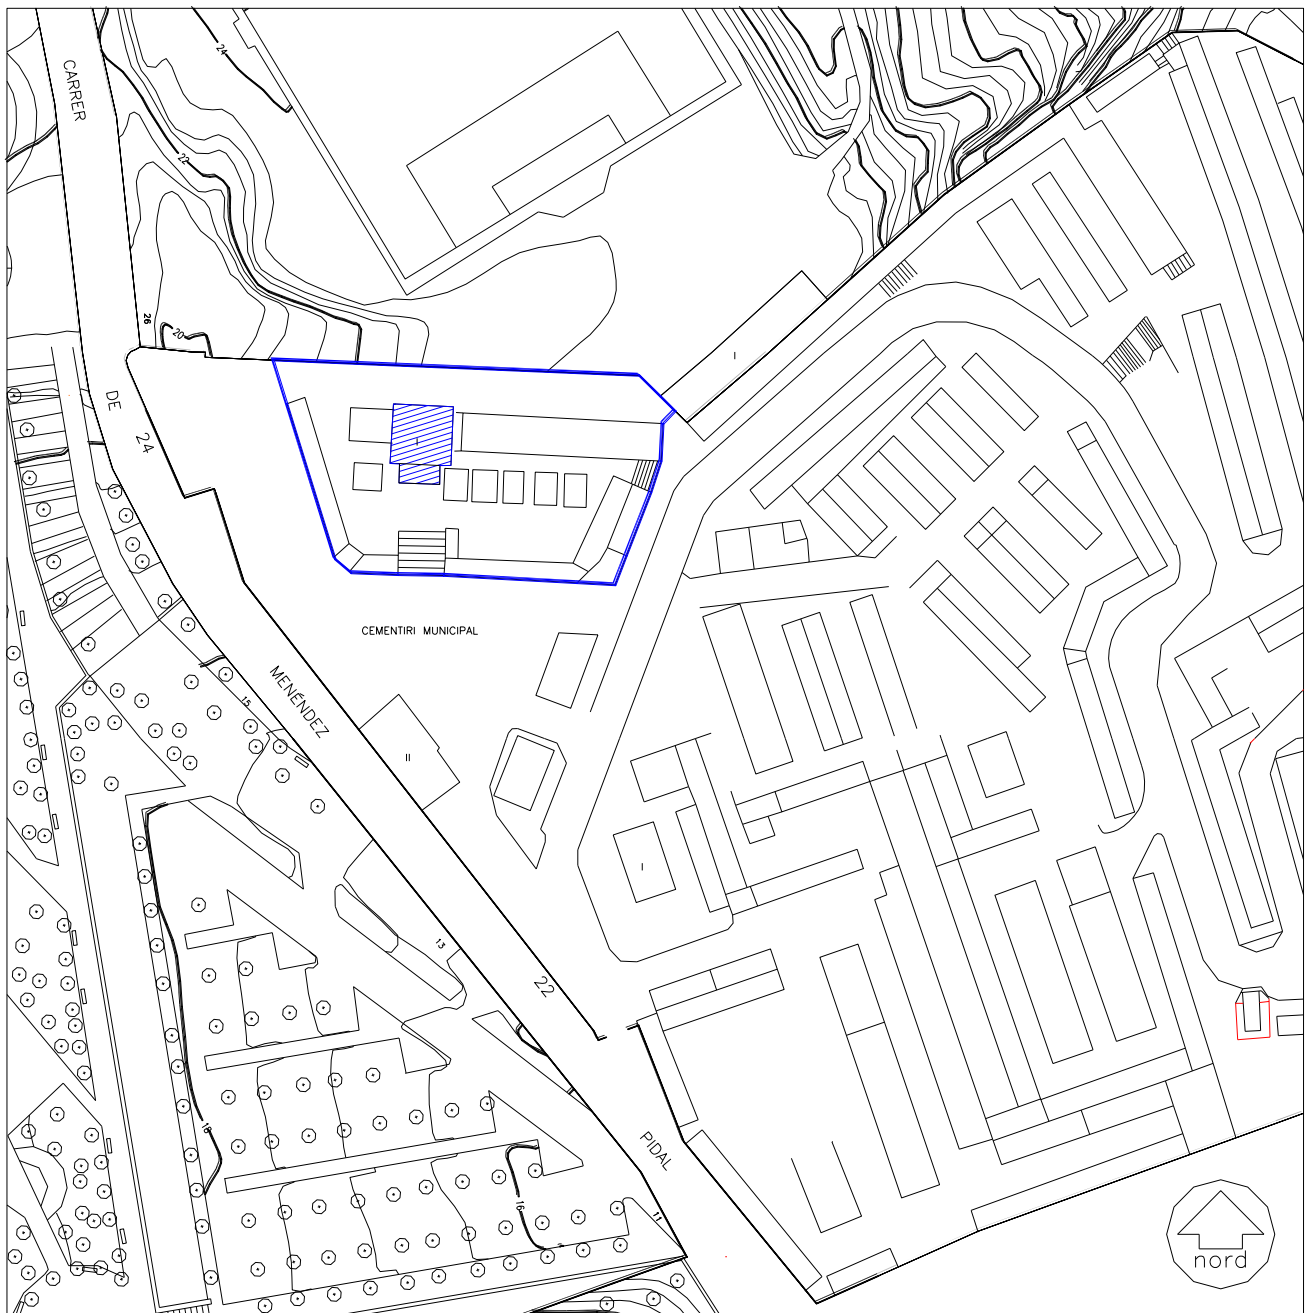 CARRER
24
22
26
20
DE
24
I
I
CEMENTIRI MUNICIPAL
MENÉNDEZ
15
II
I
13
22
18
PIDAL
16
11
nord